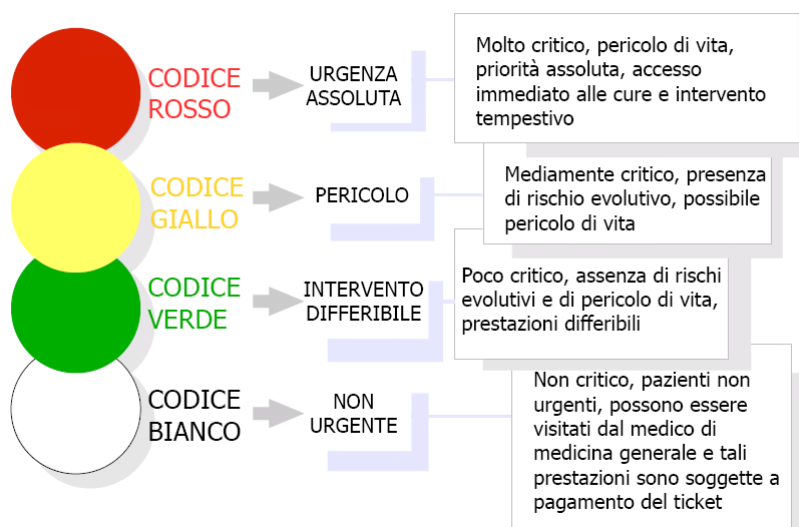 CODICE
ROSSO
URGENZA
ASSOLUTA
Molto critico, pericolo di vita,
priorità assoluta, accesso
immediato alle cure e intervento
tempestivo
CODICE
GIALLO
PERICOLO
Mediamente critico, presenza
di rischio evolutivo, possibile
pericolo di vita
CODICE
VERDE
INTERVENTO
DIFFERIBILE
Poco critico, assenza di rischi
evolutivi e di pericolo di vita,
prestazioni differibili
CODICE
BIANCO
NON
URGENTE
Non critico, pazienti non
urgenti, possono essere
visitati dal medico di
medicina generale e tali
prestazioni sono soggette a
pagamento del ticket